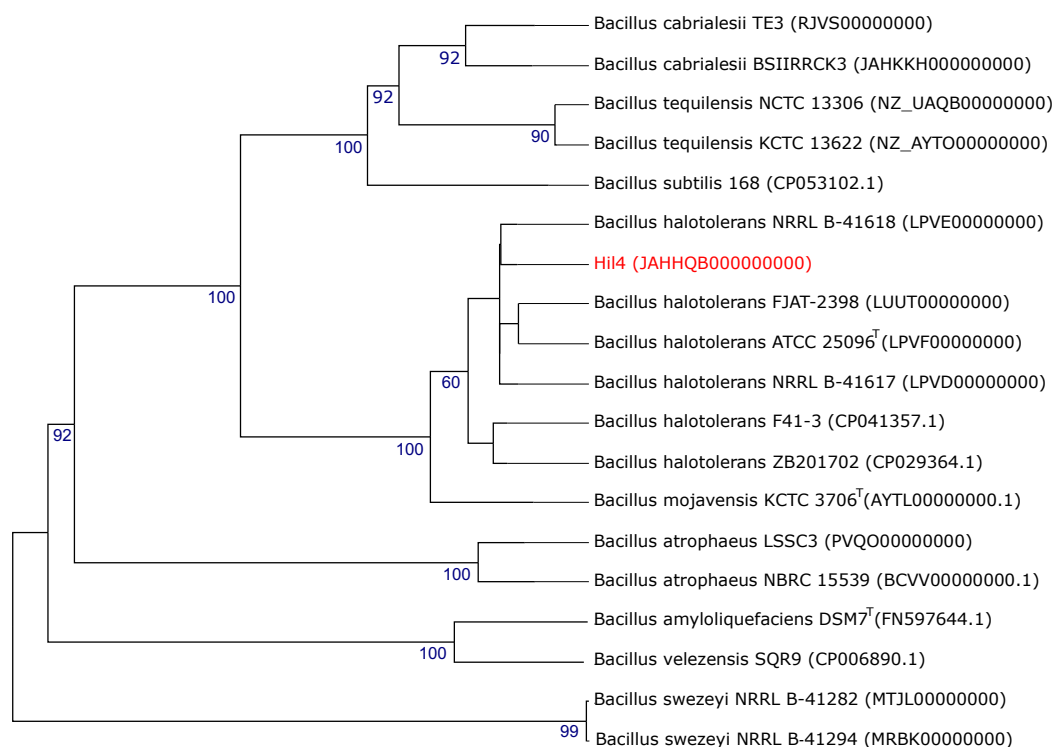 Bacillus cabrialesii TE3 (RJVS00000000)
92
Bacillus cabrialesii BSIIRRCK3 (JAHKKH000000000)
92
Bacillus tequilensis NCTC 13306 (NZ_UAQB00000000)
90
Bacillus tequilensis KCTC 13622 (NZ_AYTO00000000)
100
Bacillus subtilis 168 (CP053102.1)
Bacillus halotolerans NRRL B-41618 (LPVE00000000)
Hil4 (JAHHQB000000000)
100
Bacillus halotolerans FJAT-2398 (LUUT00000000)
Bacillus halotolerans ATCC 25096T (LPVF00000000)
60
Bacillus halotolerans NRRL B-41617 (LPVD00000000)
Bacillus halotolerans F41-3 (CP041357.1)
92
100
Bacillus halotolerans ZB201702 (CP029364.1)
Bacillus mojavensis KCTC 3706T(AYTL00000000.1)
Bacillus atrophaeus LSSC3 (PVQO00000000)
100
Bacillus atrophaeus NBRC 15539 (BCVV00000000.1)
Bacillus amyloliquefaciens DSM7T(FN597644.1)
100
Bacillus velezensis SQR9 (CP006890.1)
Bacillus swezeyi NRRL B-41282 (MTJL00000000)
99
Bacillus swezeyi NRRL B-41294 (MRBK00000000)